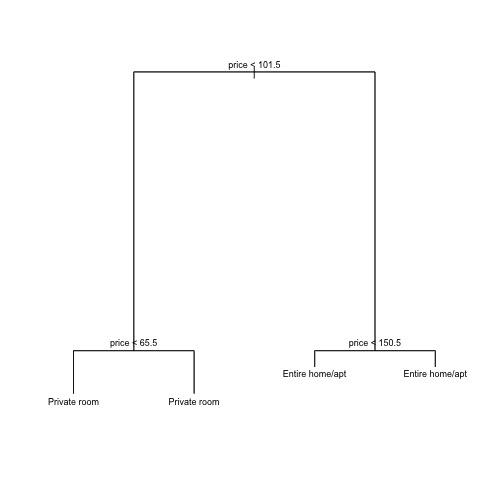 price < 101.5
price < 65.5
price < 150.5
Entire home/apt
Entire home/apt
Private room
Private room